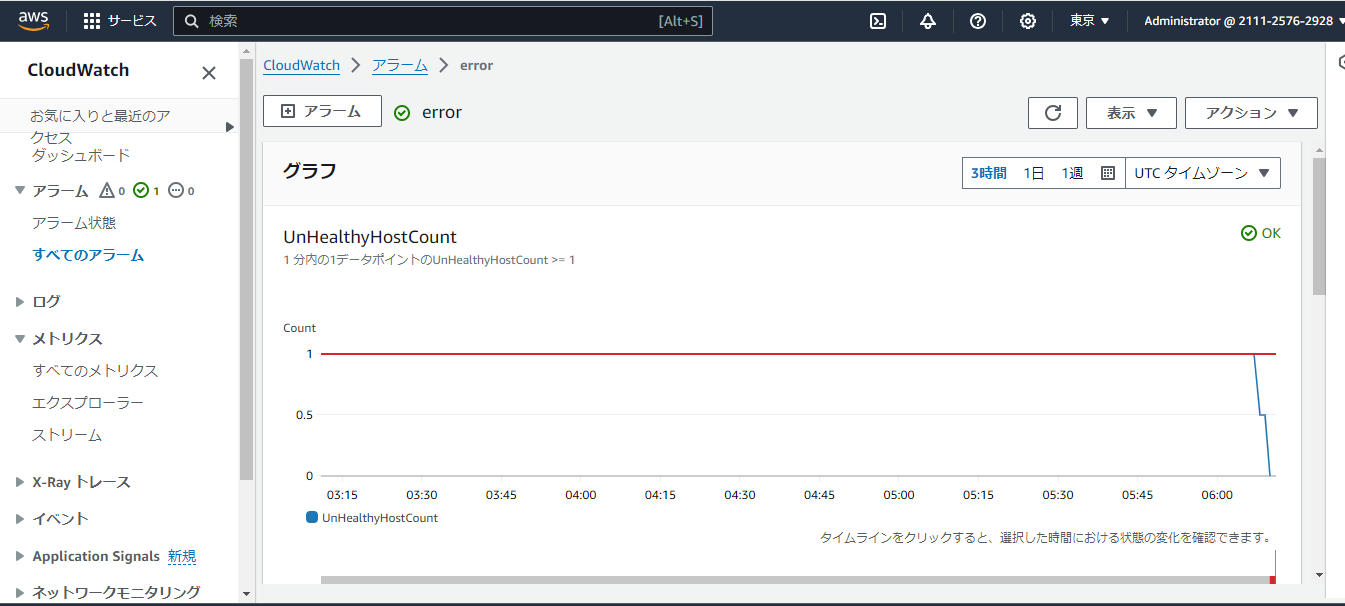 aws サービス 検索 [Alt+S] 東京 Administrator @ 2111-2576-2928
CloudWatch
お気に入りと最近のア
クセス
ダッシュボード
アラーム 0 1 0
アラーム状態
すべてのアラーム
ログ
メトリクス
すべてのメトリクス
エクスプローラー
ストリーム
X-Ray トレース
イベント
Application Signals 新規
ネットワークモニタリング
CloudWatch アラーム error
アラーム error 表示 アクション
グラフ 3時間 1日 1週 UTC タイムゾーン
UnHealthyHostCount OK
1 分内の1データポイントのUnHealthyHostCount >= 1
Count
1
0.5
0
03:15 03:30 03:45 04:00 04:15 04:30 04:45 05:00 05:15 05:30 05:45 06:00
UnHealthyHostCount
タイムラインをクリックすると、選択した時間における状態の変化を確認できます。